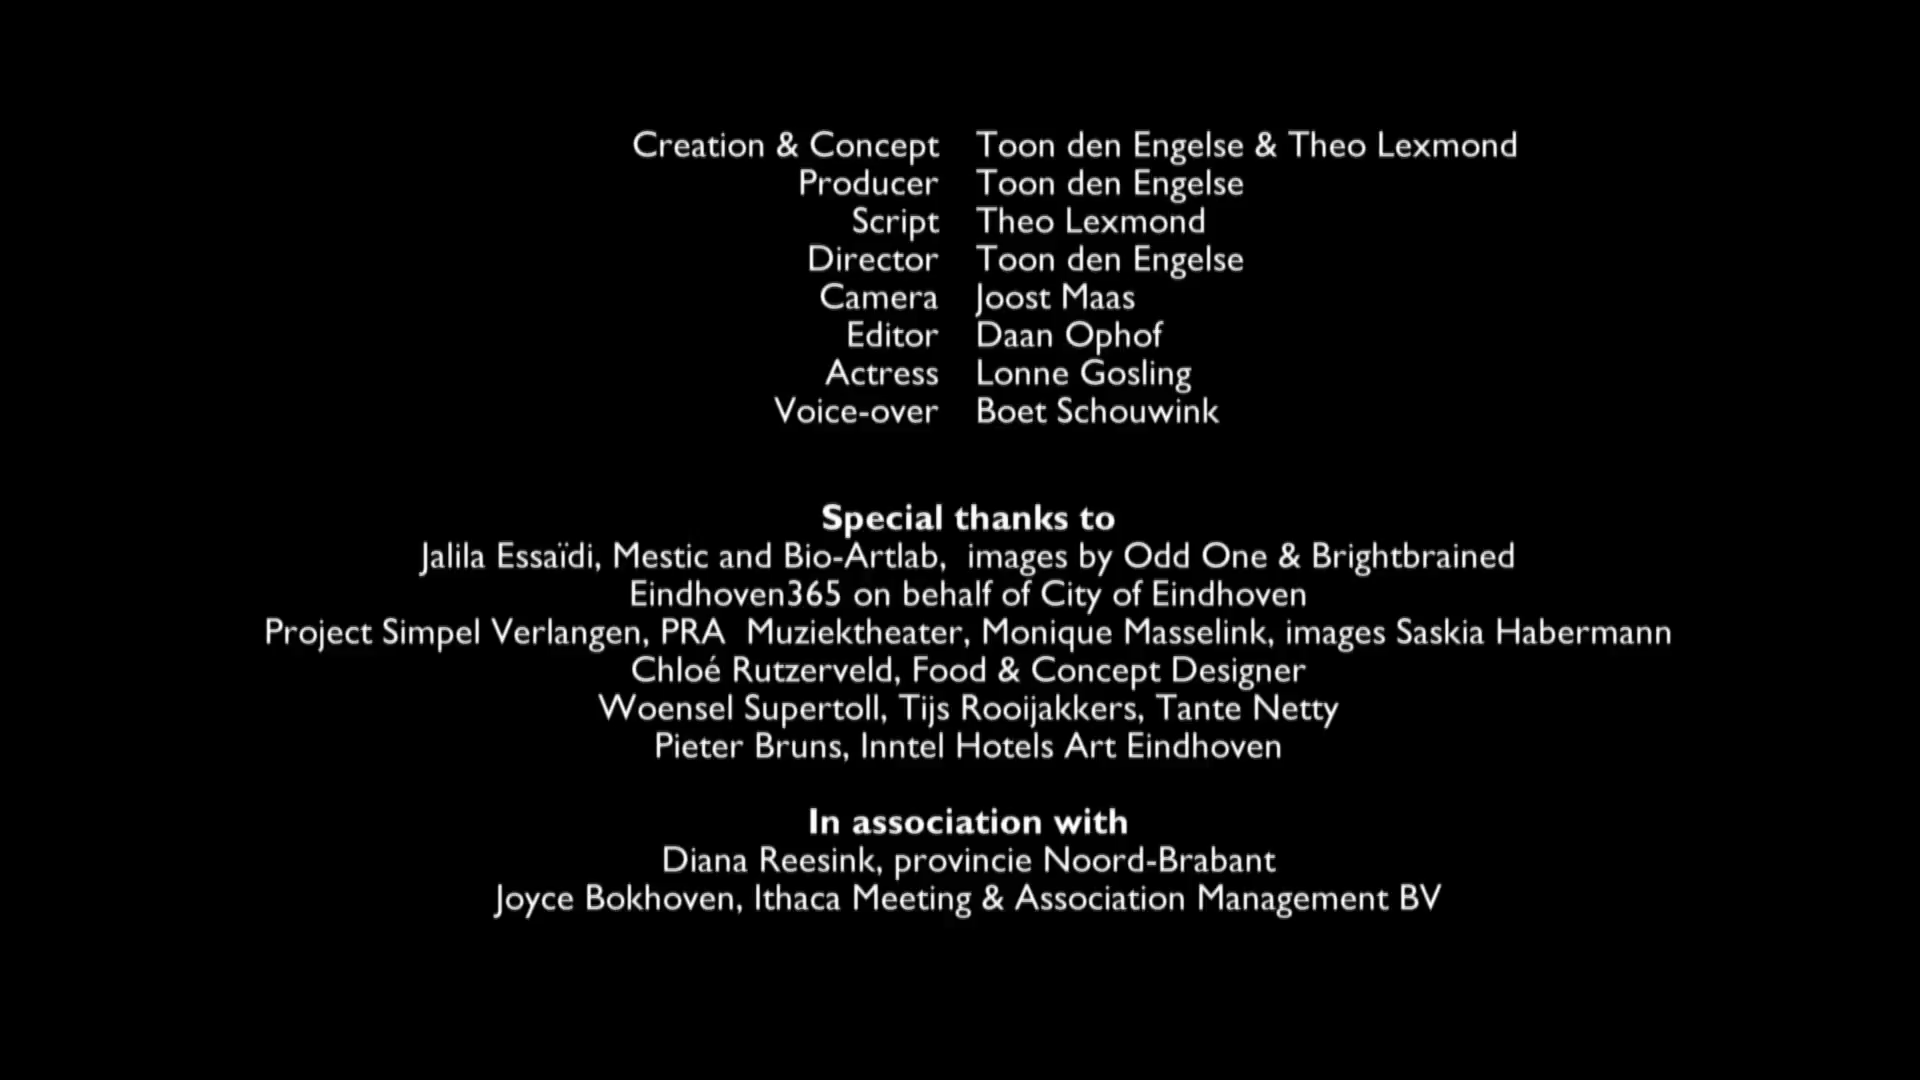 Creation & Concept Toon den Engelse & Theo Lexmond
Producer Toon den Engelse
Script Theo Lexmond
Director Toon den Engelse
Camera Joost Maas
Editor Daan Ophof
Actress Lonne Gosling
Voice-over Boet Schouwink
Special thanks to
Jalila Essaïdi, Mestic and Bio-Artlab, images by Odd One & Brightbrained
Eindhoven365 on behalf of City of Eindhoven
Project Simpel Verlangen, PRA Muziektheater, Monique Masselink, images Saskia Habermann
Chloé Rutzerveld, Food & Concept Designer
Woensel Supertoll, Tijs Rooijakkers, Tante Netty
Pieter Bruns, Inntel Hotels Art Eindhoven
In association with
Diana Reesink, provincie Noord-Brabant
Joyce Bokhoven, Ithaca Meeting & Association Management BV